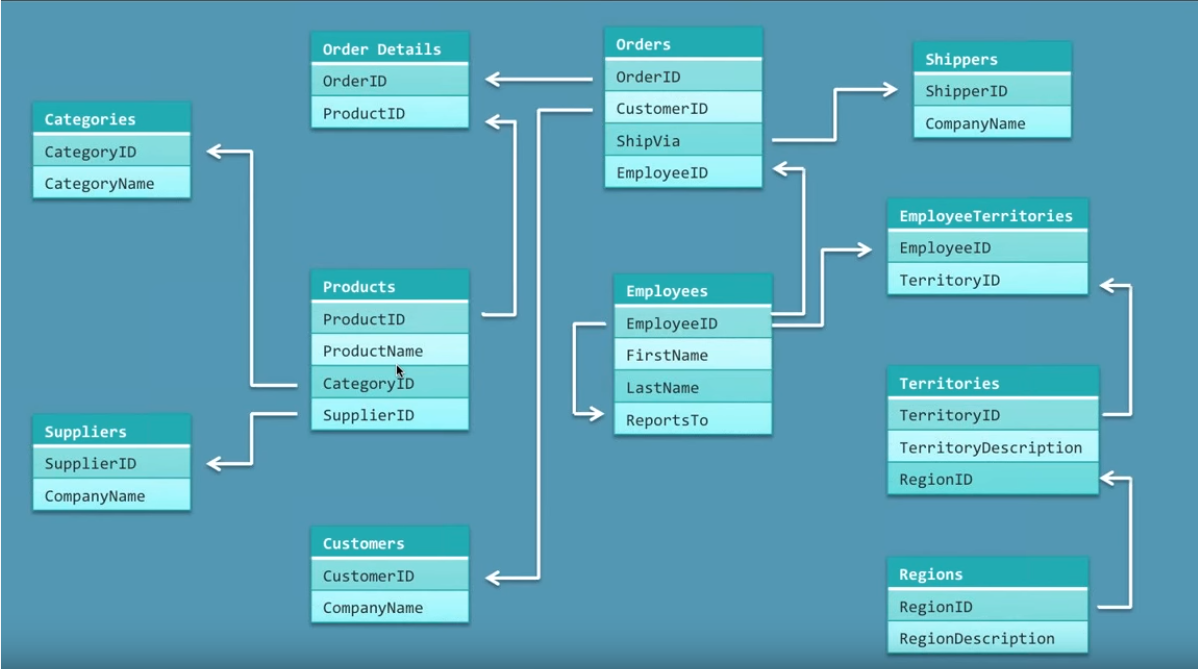 Order Details
OrderID
ProductID
Orders
OrderID
CustomerID
ShipVia
EmployeeID
Shippers
ShipperID
CompanyName
Categories
CategoryID
CategoryName
EmployeeTerritories
EmployeeID
TerritoryID
Products
ProductID
ProductName
CategoryID
SupplierID
Employees
EmployeeID
FirstName
LastName
ReportsTo
Territories
TerritoryID
TerritoryDescription
RegionID
Suppliers
SupplierID
CompanyName
Customers
CustomerID
CompanyName
Regions
RegionID
RegionDescription